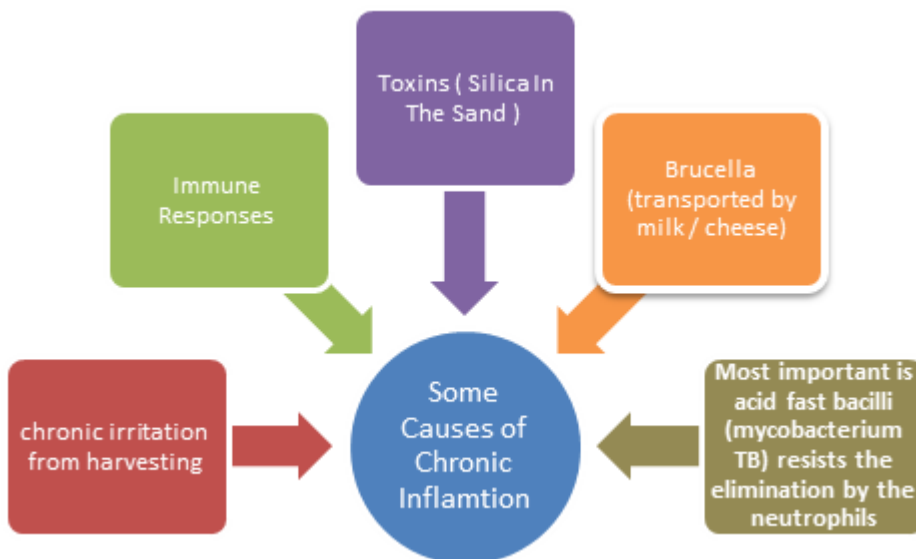 Toxins ( Silica In
The Sand )
Immune
Responses
Brucella
(transported by
milk / cheese)
chronic irritation
from harvesting
Some
Causes of
Chronic
Inflamtion
Most important is
acid fast bacilli
(mycobacterium
TB) resists the
elimination by the
neutrophils